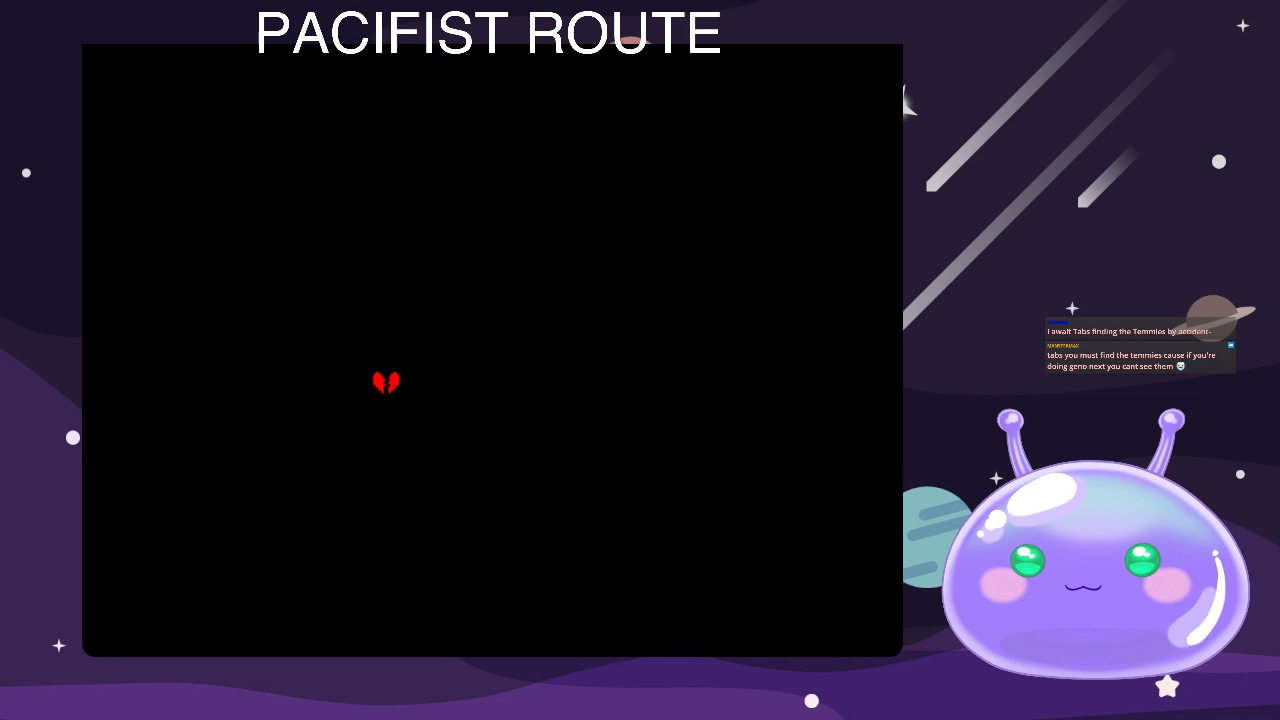 PACIFIST ROUTE
I await Tabs finding the Temmies by accident-
MXNSTERMAX
tabs you must find the temmies cause if you're
doing geno next you cant see them